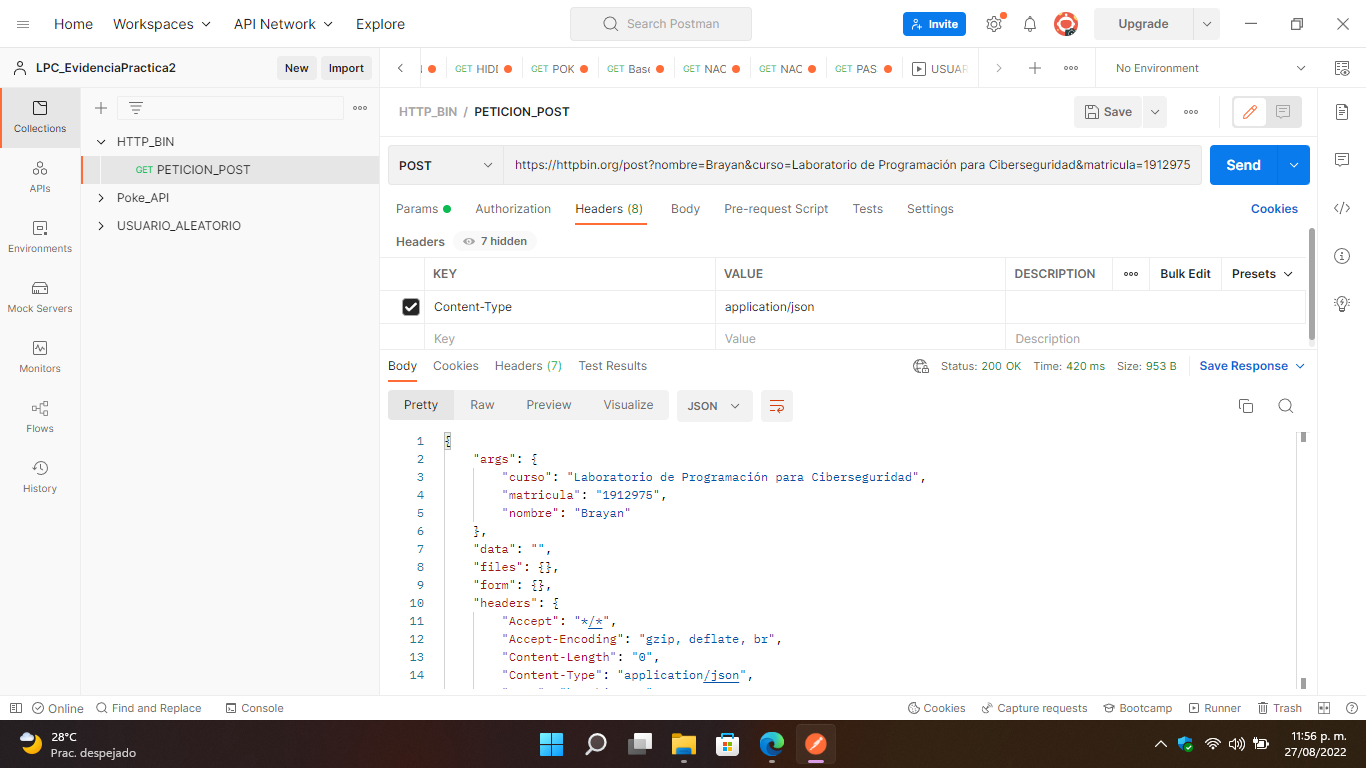 Home Workspaces API Network Explore Search Postman Invite Upgrade
LPC_EvidenciaPractica2 New Import GET HIDE GET POK GET Base GET NAC GET NAC GET PAS USUAR No Environment
HTTP_BIN / PETICION_POST Save
Collections
APIs
Environments
Mock Servers
Monitors
Flows
History
HTTP_BIN
GET PETICION_POST
Poke_API
USUARIO_ALEATORIO
POST https://httpbin.org/post?nombre=Brayan&curso=Laboratorio de Programación para Ciberseguridad&matricula=1912975 Send
Params Authorization Headers (8) Body Pre-request Script Tests Settings Cookies
Headers 7 hidden
KEY VALUE DESCRIPTION Bulk Edit Presets
Content-Type application/json
Key Value Description
Body Cookies Headers (7) Test Results Status: 200 OK Time: 420 ms Size: 953 B Save Response
Pretty Raw Preview Visualize JSON
1 {
2 "args": {
3 "curso": "Laboratorio de Programación para Ciberseguridad",
4 "matricula": "1912975",
5 "nombre": "Brayan"
6 },
7 "data": "",
8 "files": {},
9 "form": {},
10 "headers": {
11 "Accept": "*/*",
12 "Accept-Encoding": "gzip, deflate, br",
13 "Content-Length": "0",
14 "Content-Type": "application/json",
Online Find and Replace Console Cookies Capture requests Bootcamp Runner Trash
28°C
Prac. despejado
11:56 p. m.
27/08/2022